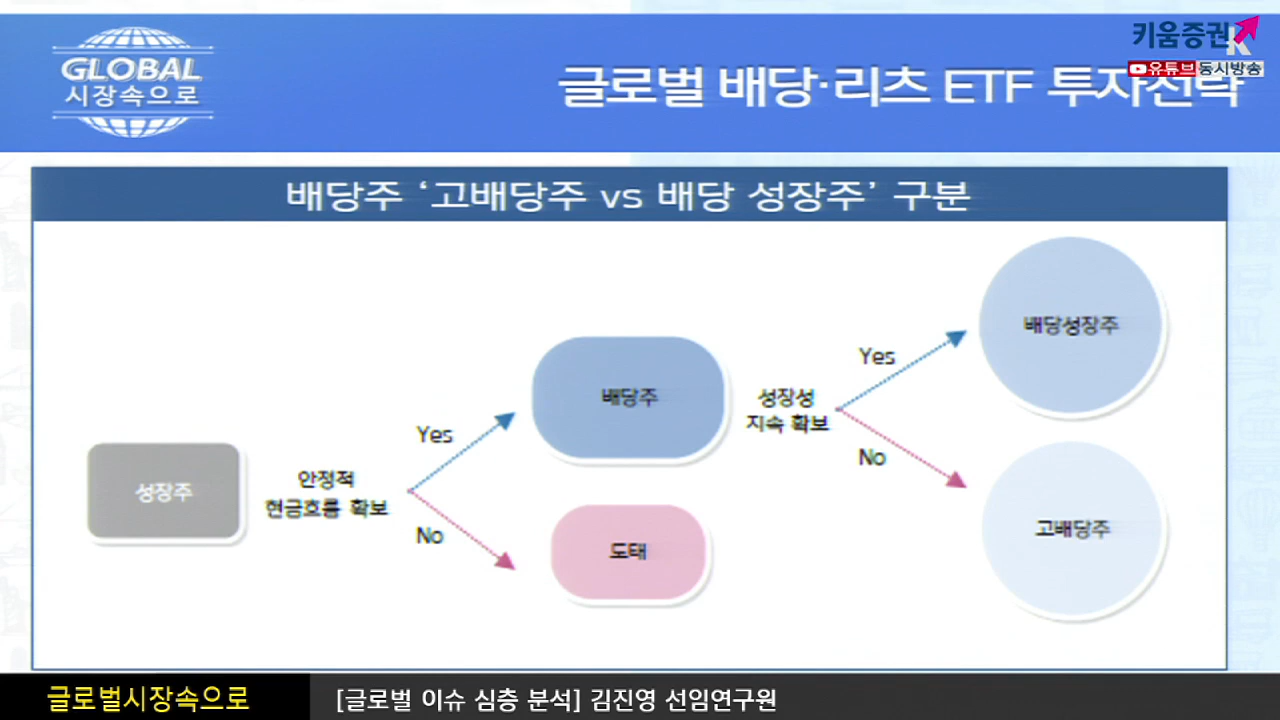 GLOBAL
시장속으로
키움증권
K
유튜브 동시방송
글로벌 배당·리츠 ETF 투자전략
배당주 ‘고배당주 vs 배당 성장주’ 구분
성장주
안정적
현금흐름 확보
Yes
No
배당주
도태
성장성
지속 확보
Yes
No
배당성장주
고배당주
글로벌시장속으로
[글로벌 이슈 심층 분석] 김진영 선임연구원